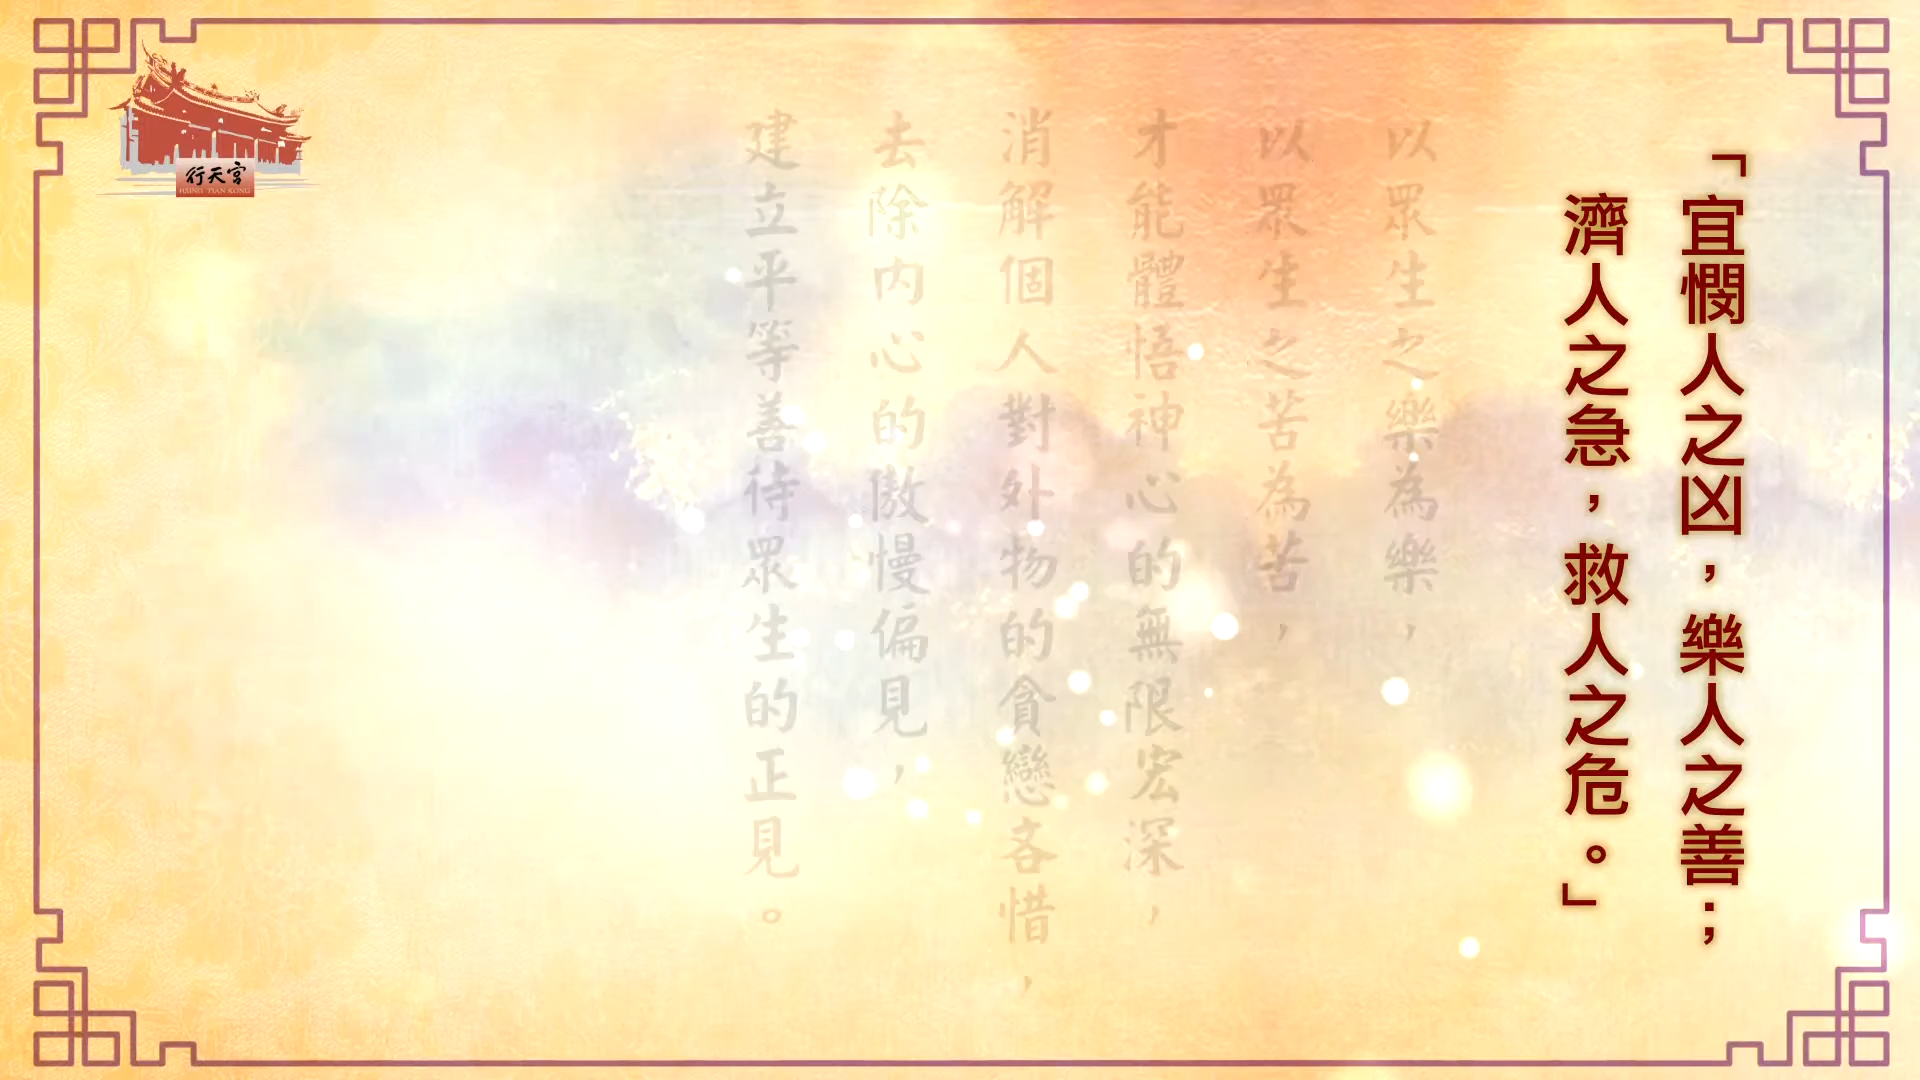 「宜憫人之凶，樂人之善；
濟人之急，救人之危。」
以眾生之樂為樂，
以眾生之苦為苦，
才能體悟神心的無限宏深，
消解個人對外物的貪戀吝惜，
去除內心的傲慢偏見，
建立平等善待眾生的正見。
行天宮
HSING TIAN KONG